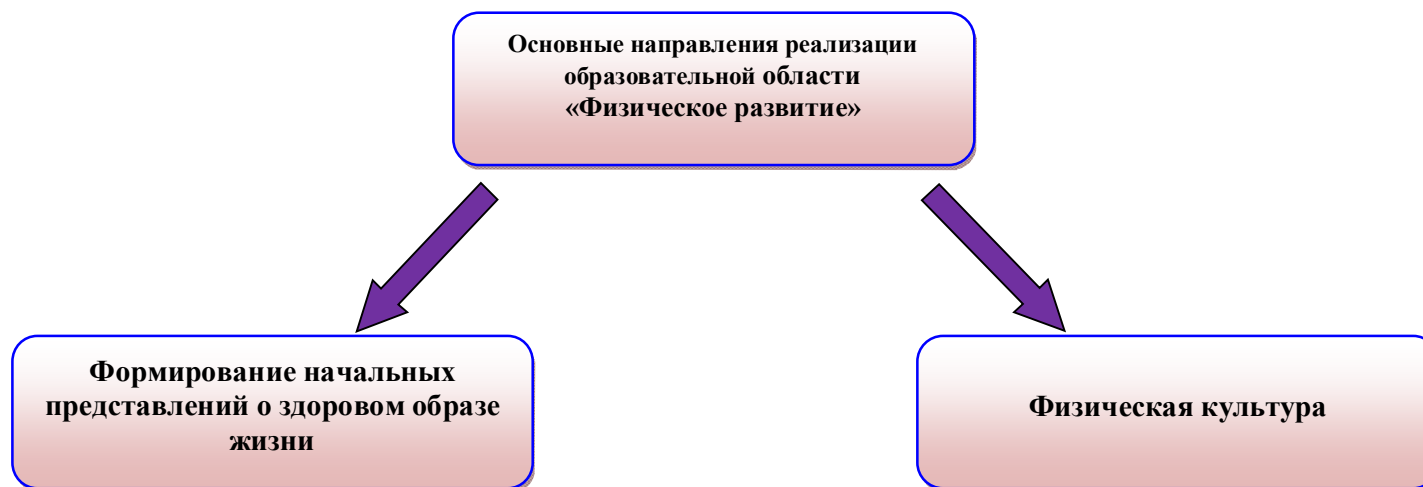 Основные направления реализации
образовательной области
«Физическое развитие»
Формирование начальных
представлений о здоровом образе
жизни
Физическая культура